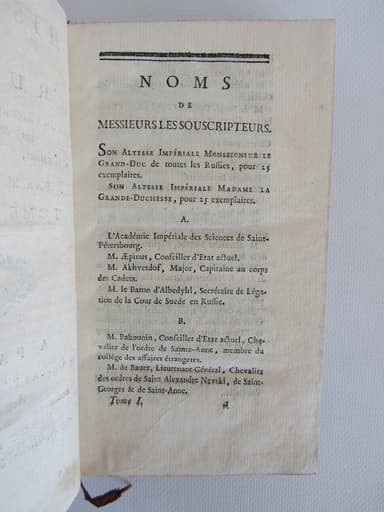 NOMS
DE
MESSIEURS LES SOUSCRIPTEURS.
SON ALTESSE IMPÉRIALE MONSEIGNEUR LE
GRAND-DUC de toutes les Ruſſies, pour 25
exemplaires.
SON ALTESSE IMPÉRIALE MADAME LA
GRANDE-DUCHESSE, pour 25 exemplaires.
A.
L'Académie Impériale des Sciences de Saint-
Pétersbourg.
M. Æpinus, Conſeiller d'Etat actuel.
M. Akhverdof, Major, Capitaine au corps
des Cadets.
M. le Baron d'Albedyhl, Secrétaire de Léga-
tion de la Cour de Suede en Ruſſie.
B.
M. Bakounin, Conſeiller d'Etat actuel, Che-
valier de l'ordre de Sainte-Anne, membre du
collége des affaires étrangeres.
M. de Bauer, Lieutenant-Général, Chevalier
des ordres de Saint Alexandre Nevski, de Saint-
Georges & de Saint-Anne.
Tome I. A